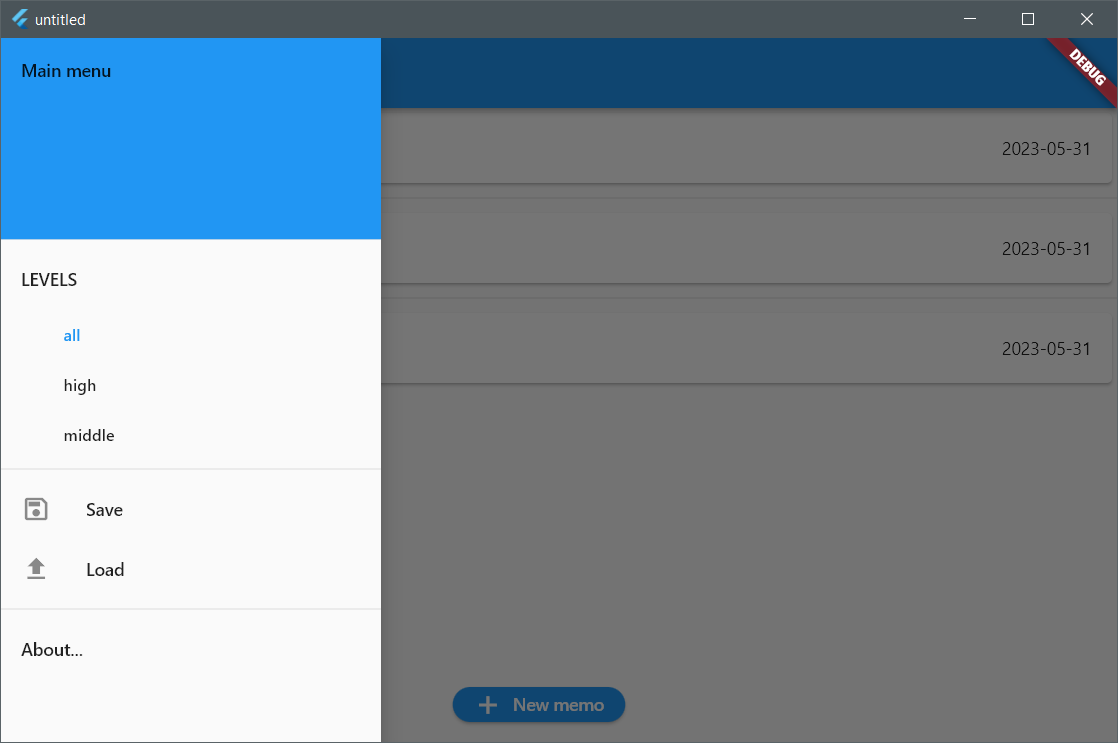 untitled
DEBUG
Main menu
2023-05-31
2023-05-31
2023-05-31
LEVELS
all
high
middle
Save
Load
About...
New memo